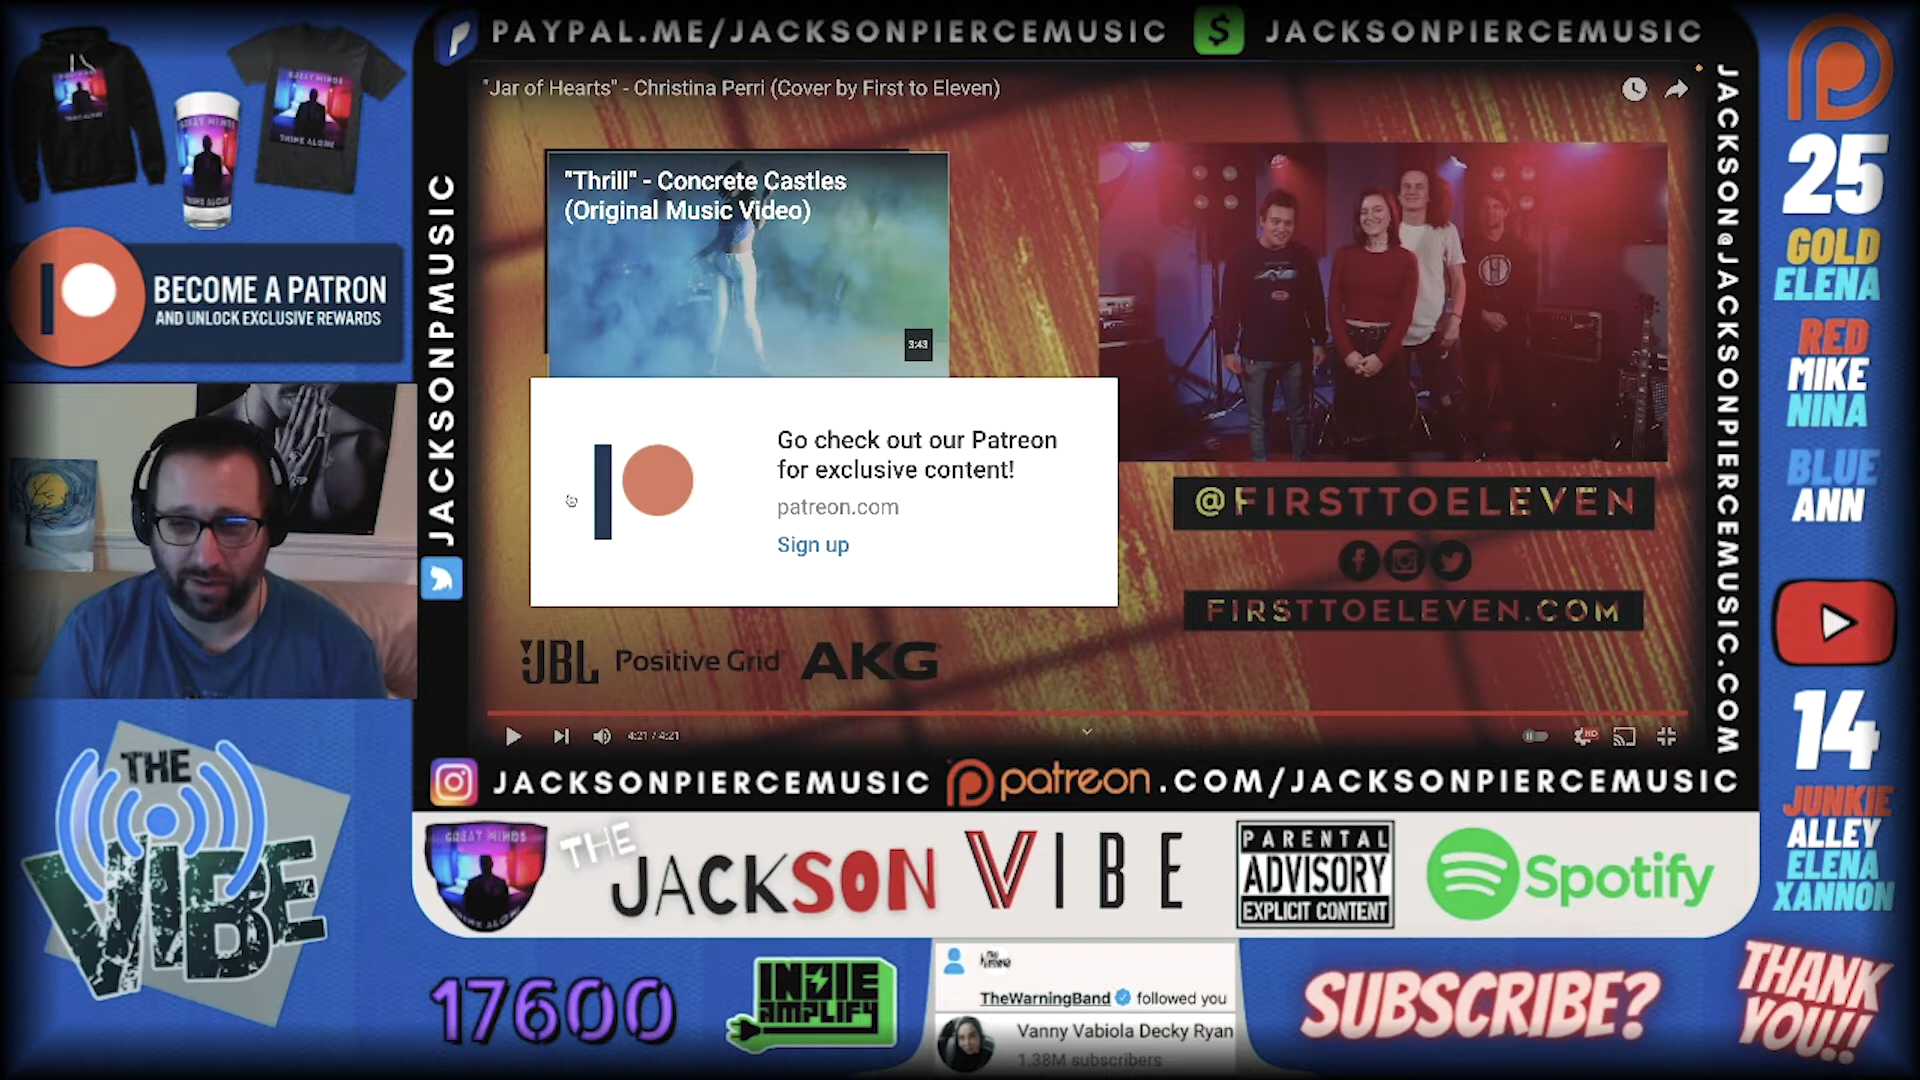 PAYPAL.ME/JACKSONPIERCEMUSIC
$ JACKSONPIERCEMUSIC
"Jar of Hearts" - Christina Perri (Cover by First to Eleven)
"Thrill" - Concrete Castles
(Original Music Video)
3:43
Go check out our Patreon
for exclusive content!
patreon.com
Sign up
@FIRSTTOELEVEN
FIRSTTOELEVEN.COM
JBL Positive Grid AKG
4:21 / 4:21
HD
JACKSONPMUSIC
JACKSON@JACKSONPIERCEMUSIC.COM
JACKSONPIERCEMUSIC
patreon.COM/JACKSONPIERCEMUSIC
GREAT MINDS
THINK ALONE
THE JACKSON VIBE
PARENTAL
ADVISORY
EXPLICIT CONTENT
Spotify
BECOME A PATRON
AND UNLOCK EXCLUSIVE REWARDS
THE
VIBE
17600
INDIE
AMPLIFY
TheWarningBand followed you
Vanny Vabiola Decky Ryan
1.38M subscribers
SUBSCRIBE?
THANK
YOU!!
25
GOLD
ELENA
RED
MIKE
NINA
BLUE
ANN
14
JUNKIE
ALLEY
ELENA
XANNON